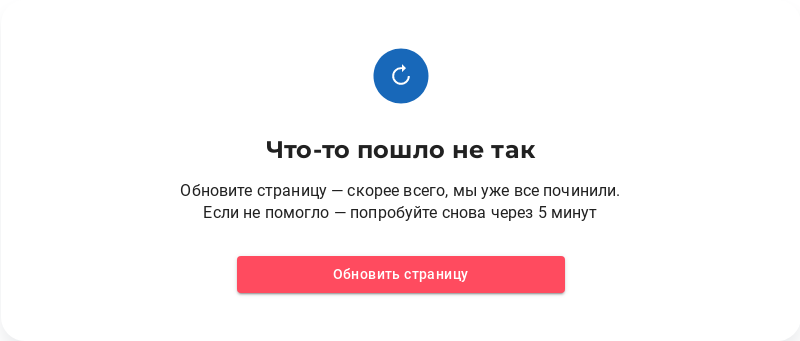 Что-то пошло не так
Обновите страницу — скорее всего, мы уже все починили.
Если не помогло — попробуйте снова через 5 минут
Обновить страницу